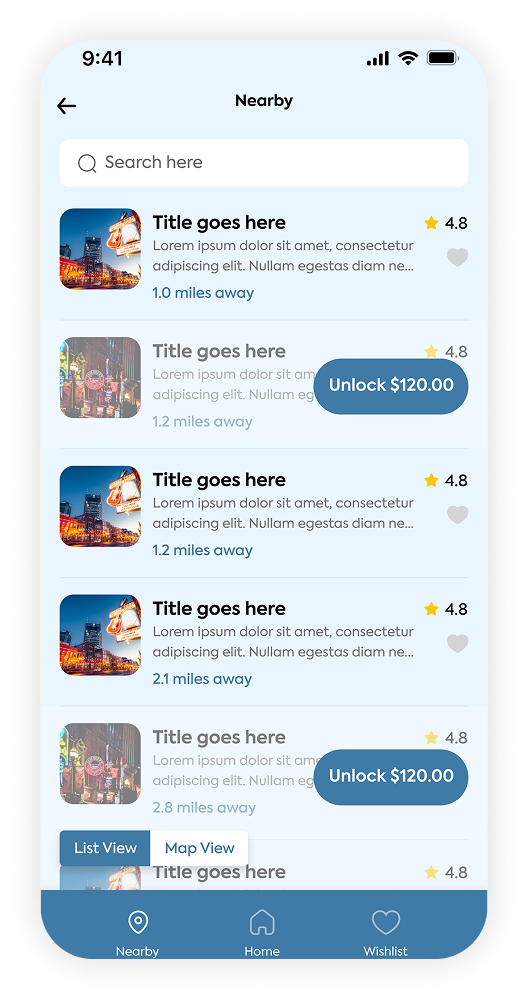 9:41
Nearby
Search here
Title goes here
4.8
Lorem ipsum dolor sit amet, consectetur
adipiscing elit. Nullam egestas diam ne...
1.0 miles away
Title goes here
4.8
Lorem ipsum dolor sit am
adipiscing elit. Nullam eg
Unlock $120.00
1.2 miles away
Title goes here
4.8
Lorem ipsum dolor sit amet, consectetur
adipiscing elit. Nullam egestas diam ne...
1.2 miles away
Title goes here
4.8
Lorem ipsum dolor sit amet, consectetur
adipiscing elit. Nullam egestas diam ne...
2.1 miles away
Title goes here
4.8
Lorem ipsum dolor sit ame
adipiscing elit. Nullam eg
Unlock $120.00
2.8 miles away
List View
Map View
Title goes here
4.8
Nearby
Home
Wishlist